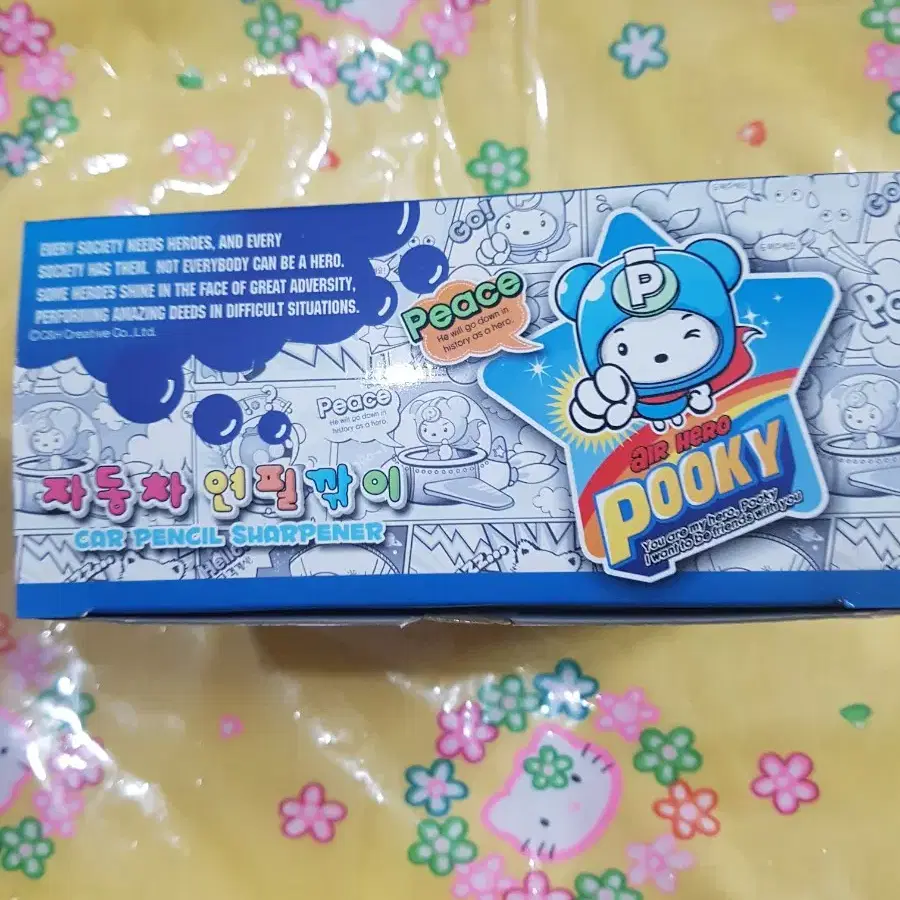 EVERY SOCIETY NEEDS HEROES, AND EVERY
SOCIETY HAS THEM. NOT EVERYBODY CAN BE A HERO.
SOME HEROES SHINE IN THE FACE OF GREAT ADVERSITY,
PERFORMING AMAZING DEEDS IN DIFFICULT SITUATIONS.
©G&H Creative Co.,Ltd.
GO!
Peace
He will go down in
history as a hero.
Peace
He will go down in
history as a hero.
자동차 연필깎이
CAR PENCIL SHARPENER
P
AIR HERO
POOKY
You are my hero, Pooky
I want to be friends with you